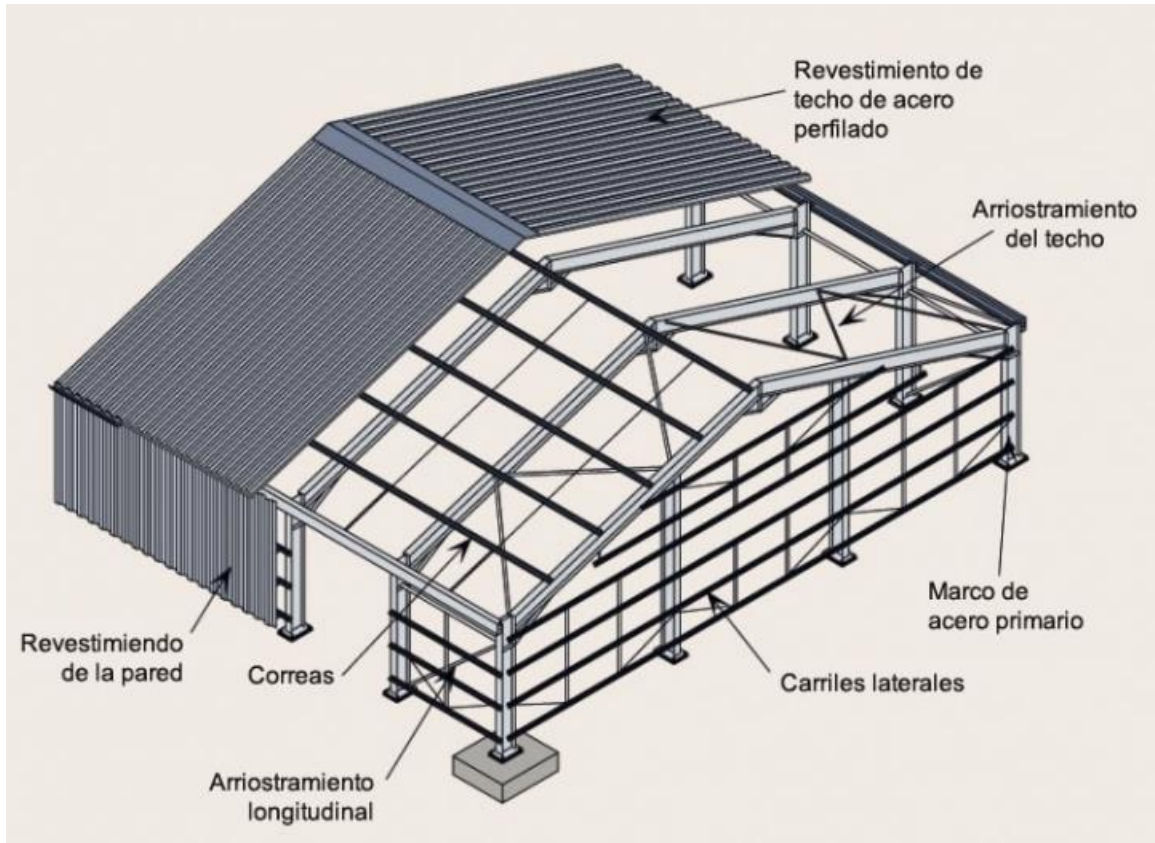 Revestimiento de
techo de acero
perfilado
Arriostramiento
del techo
Marco de
acero primario
Carriles laterales
Correas
Revestimiendo
de la pared
Arriostramiento
longitudinal